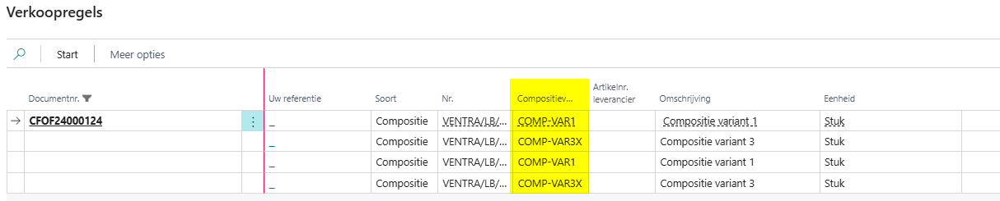 Verkoopregels
Start Meer opties
Documentnr. Uw referentie Soort Nr. Compositiev... Artikelnr. leverancier Omschrijving Eenheid
CFOF24000124 _ Compositie VENTRA/LB/... COMP-VAR1 Compositie variant 1 Stuk
_ Compositie VENTRA/LB/... COMP-VAR3X Compositie variant 3 Stuk
_ Compositie VENTRA/LB/... COMP-VAR1 Compositie variant 1 Stuk
_ Compositie VENTRA/LB/... COMP-VAR3X Compositie variant 3 Stuk